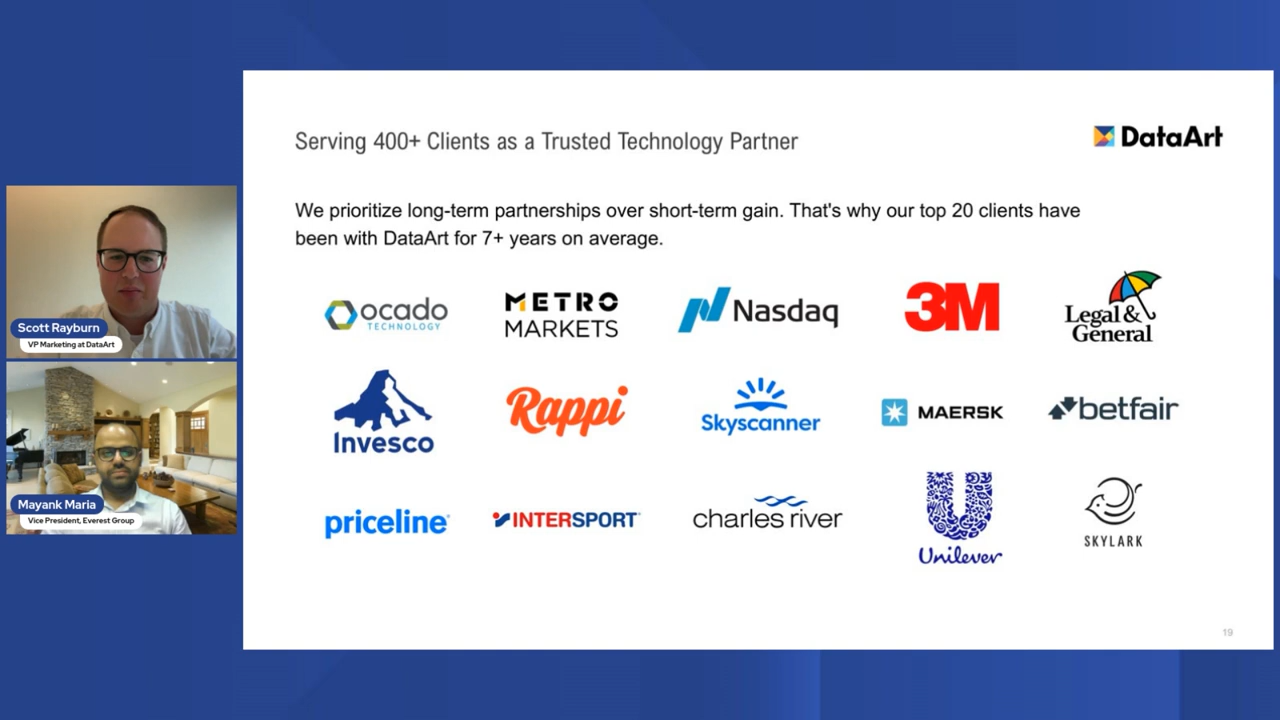 Serving 400+ Clients as a Trusted Technology Partner
DataArt
We prioritize long-term partnerships over short-term gain. That's why our top 20 clients have
been with DataArt for 7+ years on average.
ocado
TECHNOLOGY
METRO
MARKETS
Nasdaq
3M
Legal &
General
Invesco
Rappi
Skyscanner
MAERSK
betfair
priceline
INTERSPORT
charles river
Unilever
SKYLARK
19
Scott Rayburn
VP Marketing at DataArt
Mayank Maria
Vice President, Everest Group